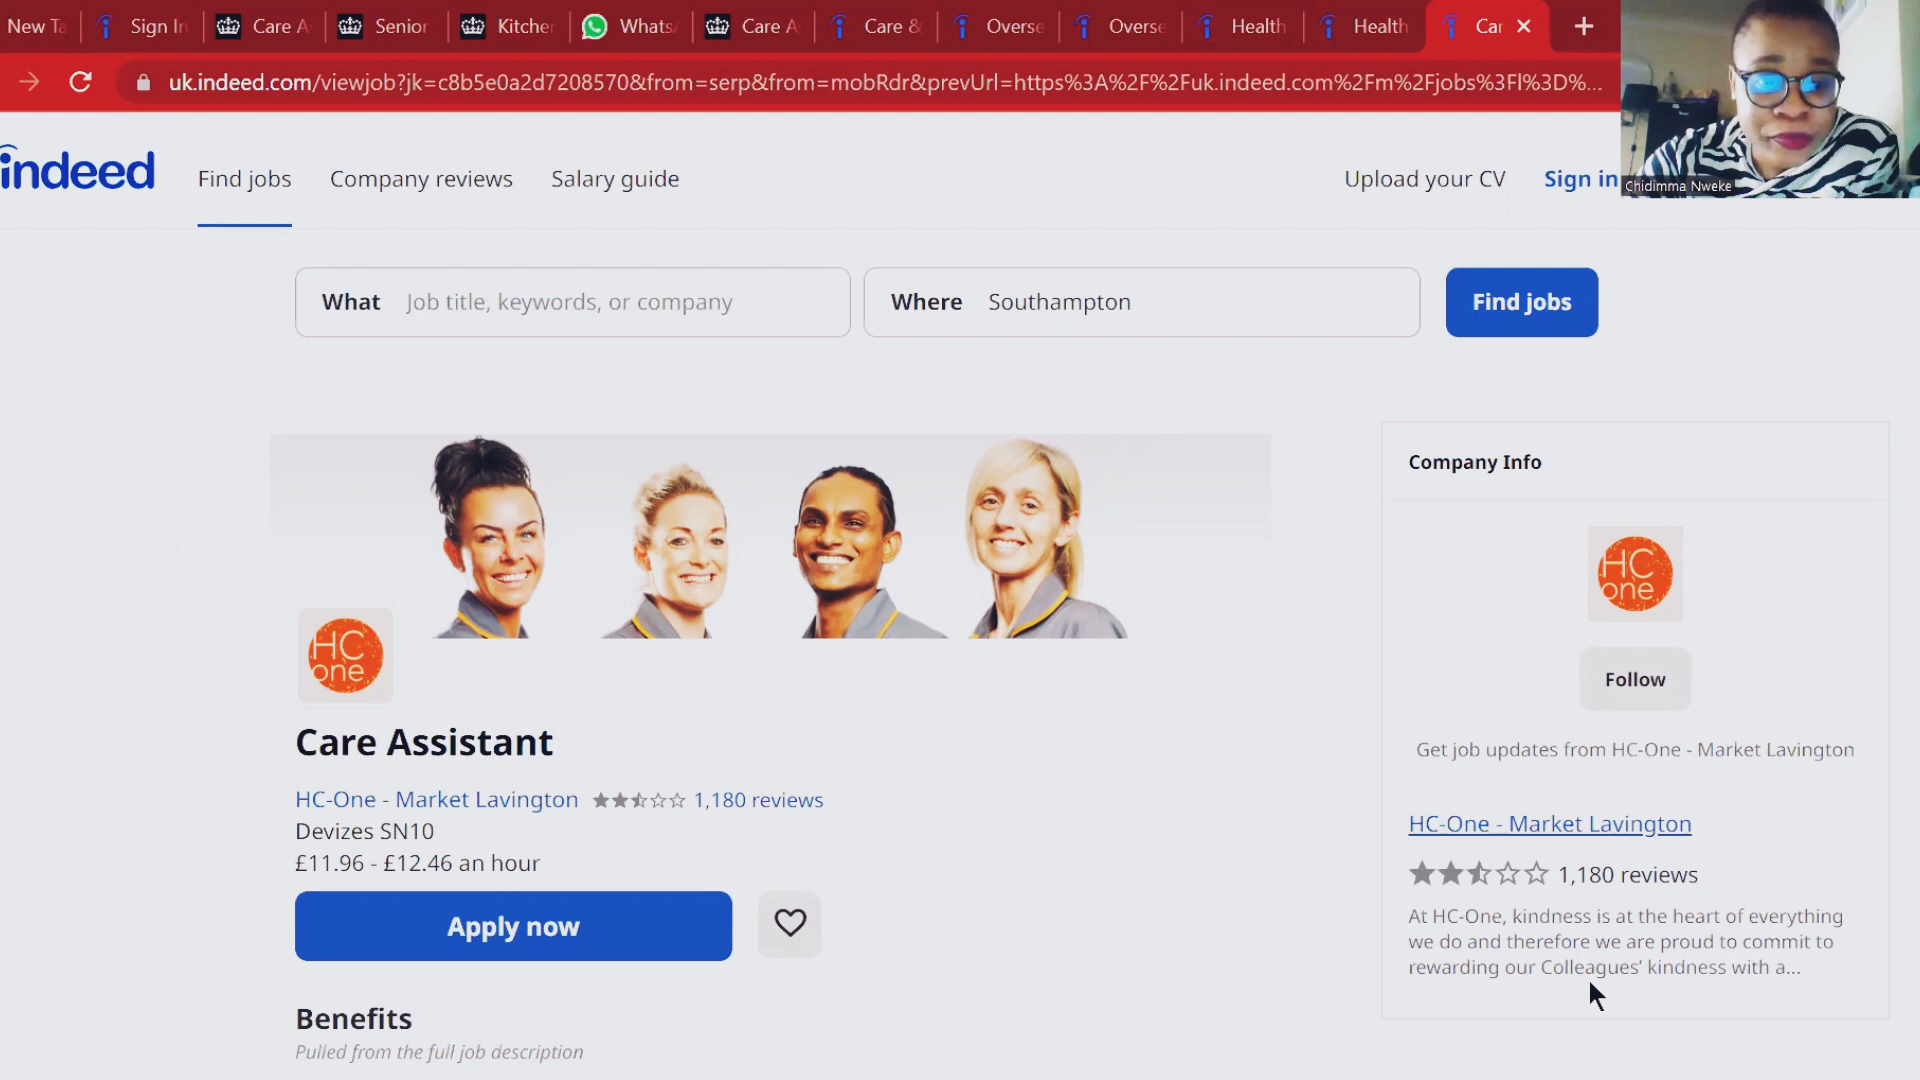 New Ta
Sign In
Care A
Senior
Kitche
Whats
Care A
Care &
Overse
Overse
Health
Health
Car
uk.indeed.com/viewjob?jk=c8b5e0a2d7208570&from=serp&from=mobRdr&prevUrl=https%3A%2F%2Fuk.indeed.com%2Fm%2Fjobs%3Fl%3D%...
indeed
Find jobs
Company reviews
Salary guide
Upload your CV
Sign in
Chidimma Nweke
What Job title, keywords, or company
Where Southampton
Find jobs
Company Info
HC
one
Follow
Get job updates from HC-One - Market Lavington
HC-One - Market Lavington
1,180 reviews
At HC-One, kindness is at the heart of everything
we do and therefore we are proud to commit to
rewarding our Colleagues’ kindness with a...
HC
one
Care Assistant
HC-One - Market Lavington 1,180 reviews
Devizes SN10
£11.96 - £12.46 an hour
Apply now
Benefits
Pulled from the full job description